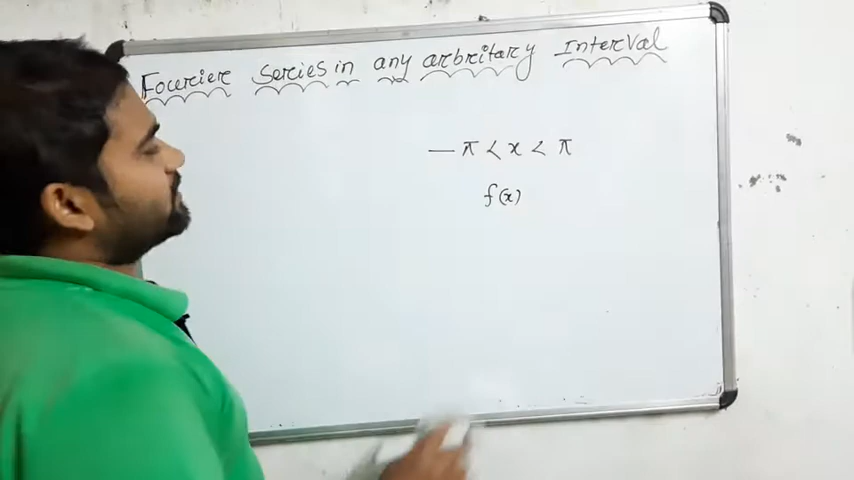 Fourier Series in any arbritary Interval
— π < x < π
f(x)